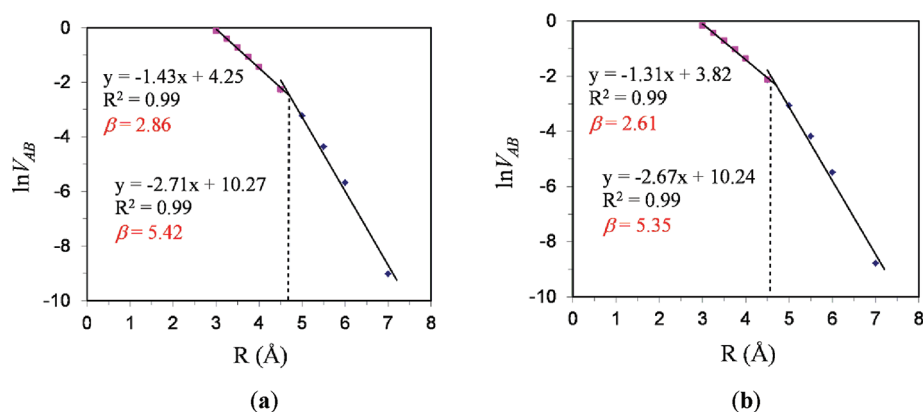 0
-2
-4
-6
-8
-10
lnV_AB
y = -1.43x + 4.25
R² = 0.99
β = 2.86
y = -2.71x + 10.27
R² = 0.99
β = 5.42
0 1 2 3 4 5 6 7 8
R (Å)
(a)
0
-2
-4
-6
-8
-10
lnV_AB
y = -1.31x + 3.82
R² = 0.99
β = 2.61
y = -2.67x + 10.24
R² = 0.99
β = 5.35
0 1 2 3 4 5 6 7 8
R (Å)
(b)